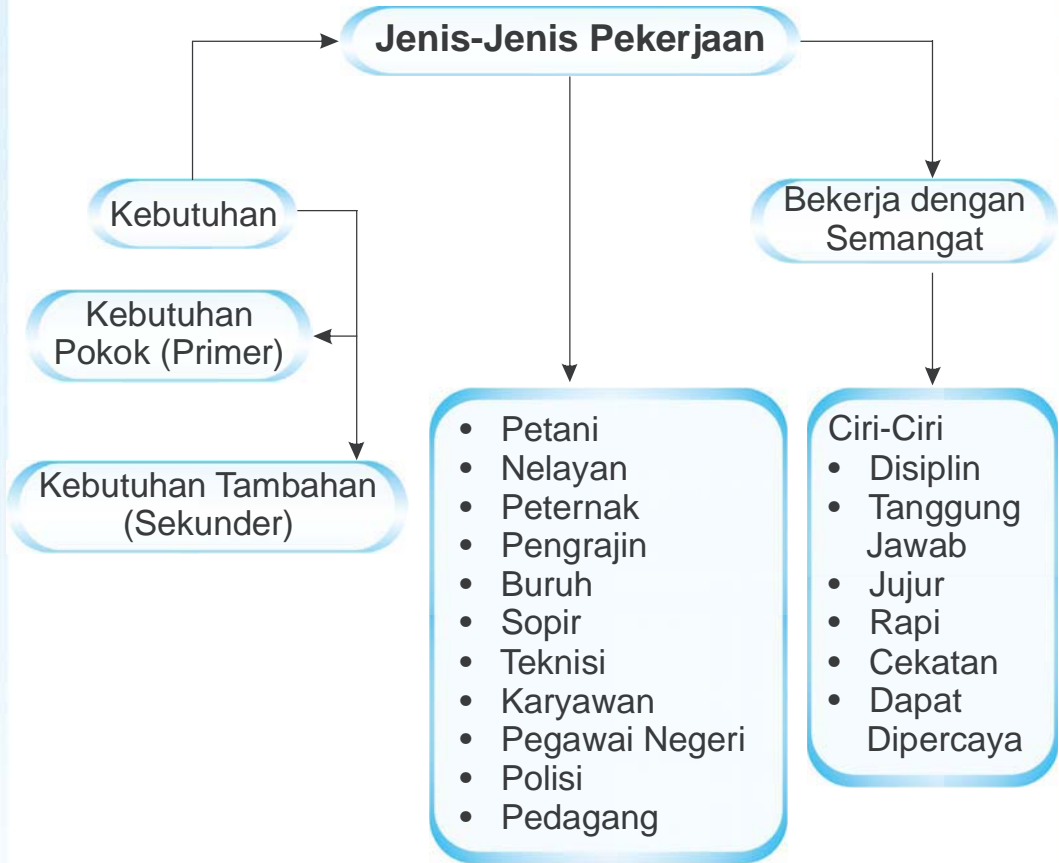 Jenis-Jenis Pekerjaan
Kebutuhan
Kebutuhan
Pokok (Primer)
Kebutuhan Tambahan
(Sekunder)
• Petani
• Nelayan
• Peternak
• Pengrajin
• Buruh
• Sopir
• Teknisi
• Karyawan
• Pegawai Negeri
• Polisi
• Pedagang
Bekerja dengan
Semangat
Ciri-Ciri
• Disiplin
• Tanggung
Jawab
• Jujur
• Rapi
• Cekatan
• Dapat
Dipercaya